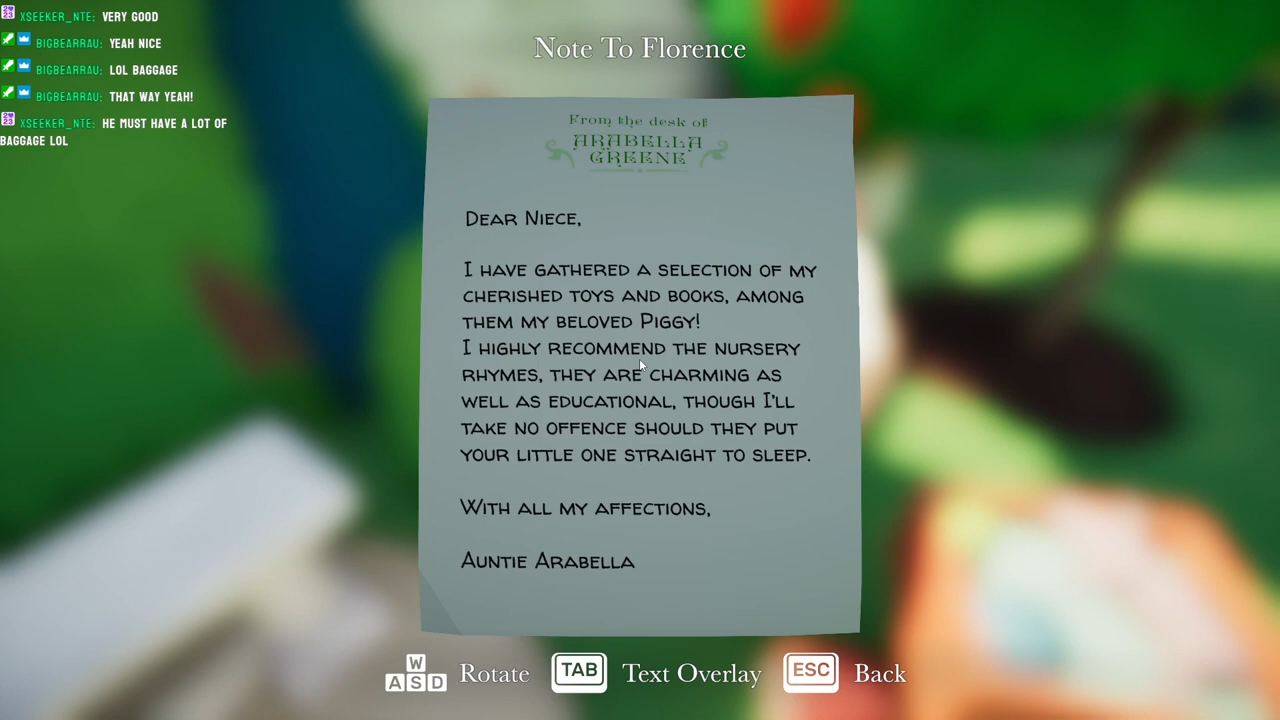 XSEEKER_NTE: VERY GOOD
BIGBEARRAU: YEAH NICE
BIGBEARRAU: LOL BAGGAGE
BIGBEARRAU: THAT WAY YEAH!
XSEEKER_NTE: HE MUST HAVE A LOT OF
BAGGAGE LOL
Note To Florence
From the desk of
ARABELLA
GREENE
DEAR NIECE,
I HAVE GATHERED A SELECTION OF MY
CHERISHED TOYS AND BOOKS, AMONG
THEM MY BELOVED PIGGY!
I HIGHLY RECOMMEND THE NURSERY
RHYMES, THEY ARE CHARMING AS
WELL AS EDUCATIONAL, THOUGH I'LL
TAKE NO OFFENCE SHOULD THEY PUT
YOUR LITTLE ONE STRAIGHT TO SLEEP.
WITH ALL MY AFFECTIONS,
AUNTIE ARABELLA
W
A S D Rotate TAB Text Overlay ESC Back